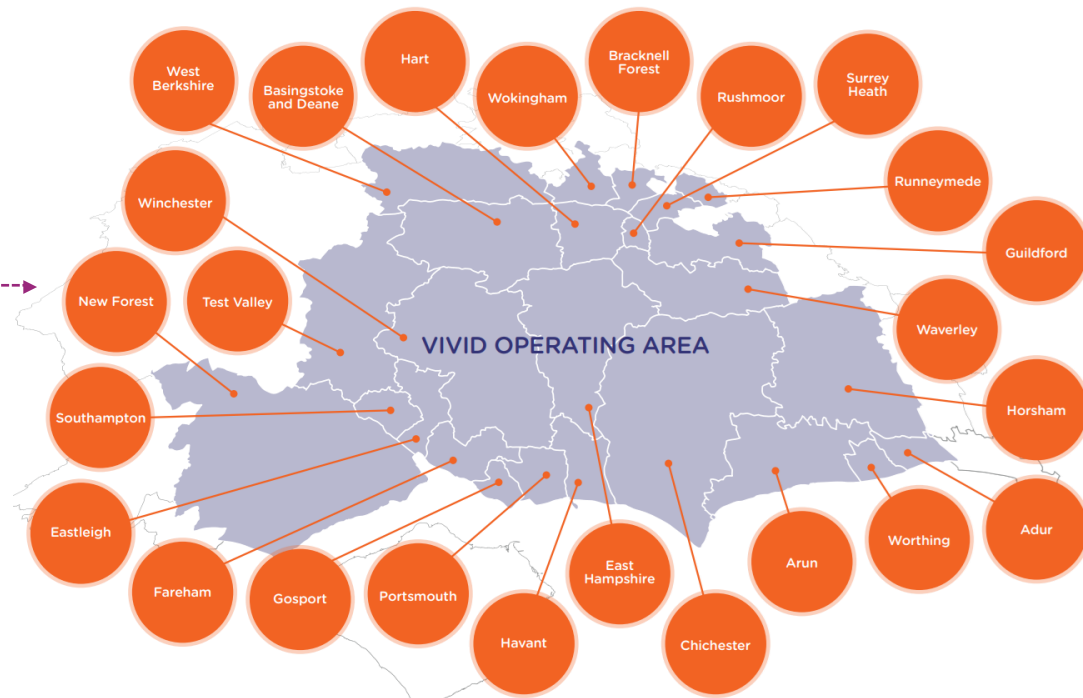 West
Berkshire
Basingstoke
and Deane
Hart
Wokingham
Bracknell
Forest
Rushmoor
Surrey
Heath
Runneymede
Winchester
Guildford
New Forest
Test Valley
Waverley
VIVID OPERATING AREA
Southampton
Horsham
Eastleigh
Fareham
Gosport
Portsmouth
Havant
East
Hampshire
Chichester
Arun
Worthing
Adur